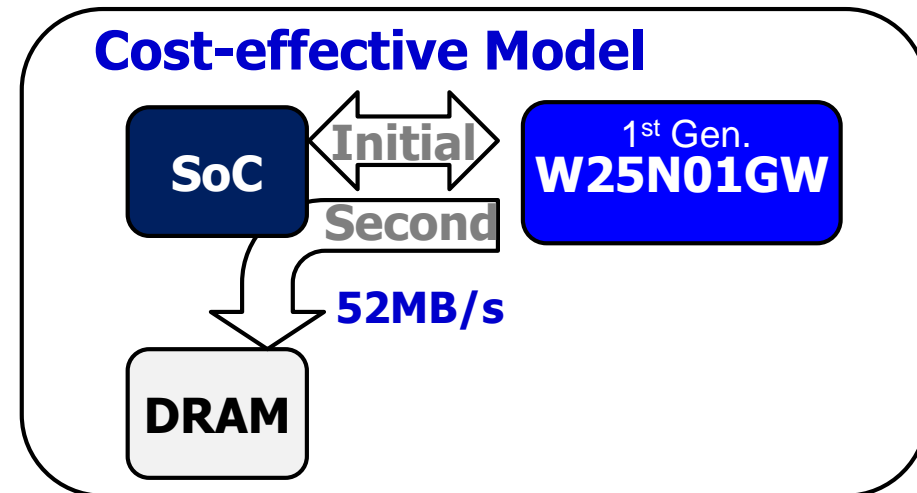 Cost-effective Model
SoC
Initial
1st Gen.
W25N01GW
Second
52MB/s
DRAM